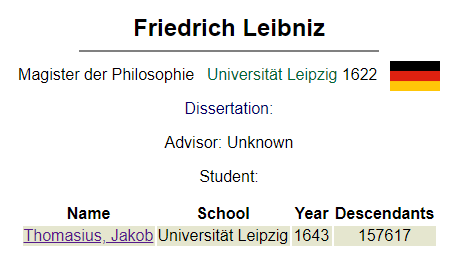 Friedrich Leibniz
Magister der Philosophie Universität Leipzig 1622
Dissertation:
Advisor: Unknown
Student:
Name School Year Descendants
Thomasius, Jakob Universität Leipzig 1643 157617